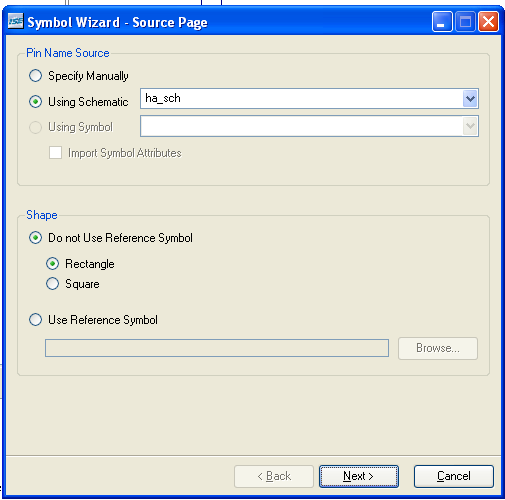 ISE Symbol Wizard - Source Page
Pin Name Source
Specify Manually
Using Schematic ha_sch
Using Symbol
Import Symbol Attributes
Shape
Do not Use Reference Symbol
Rectangle
Square
Use Reference Symbol
Browse...
< Back Next > Cancel